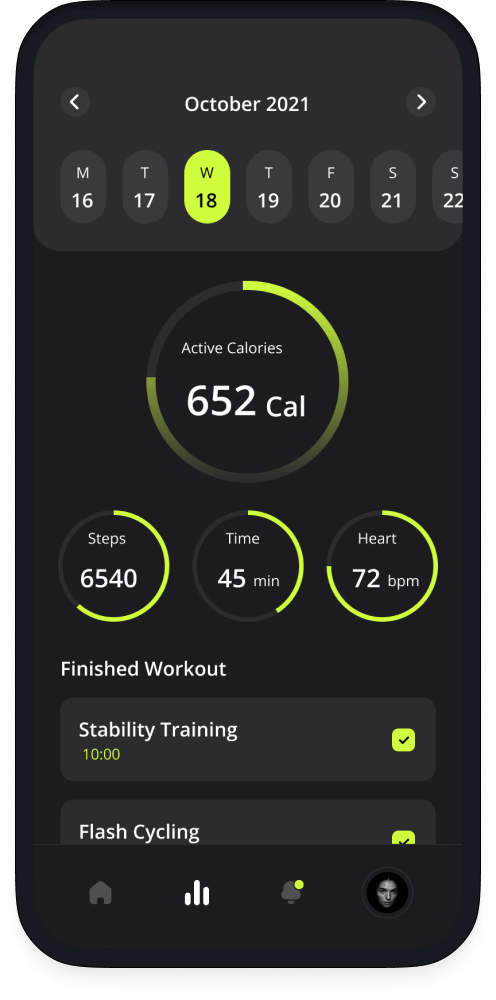 October 2021
M T W T F S S
16 17 18 19 20 21 22
Active Calories
652 Cal
Steps Time Heart
6540 45 min 72 bpm
Finished Workout
Stability Training
10:00
Flash Cycling